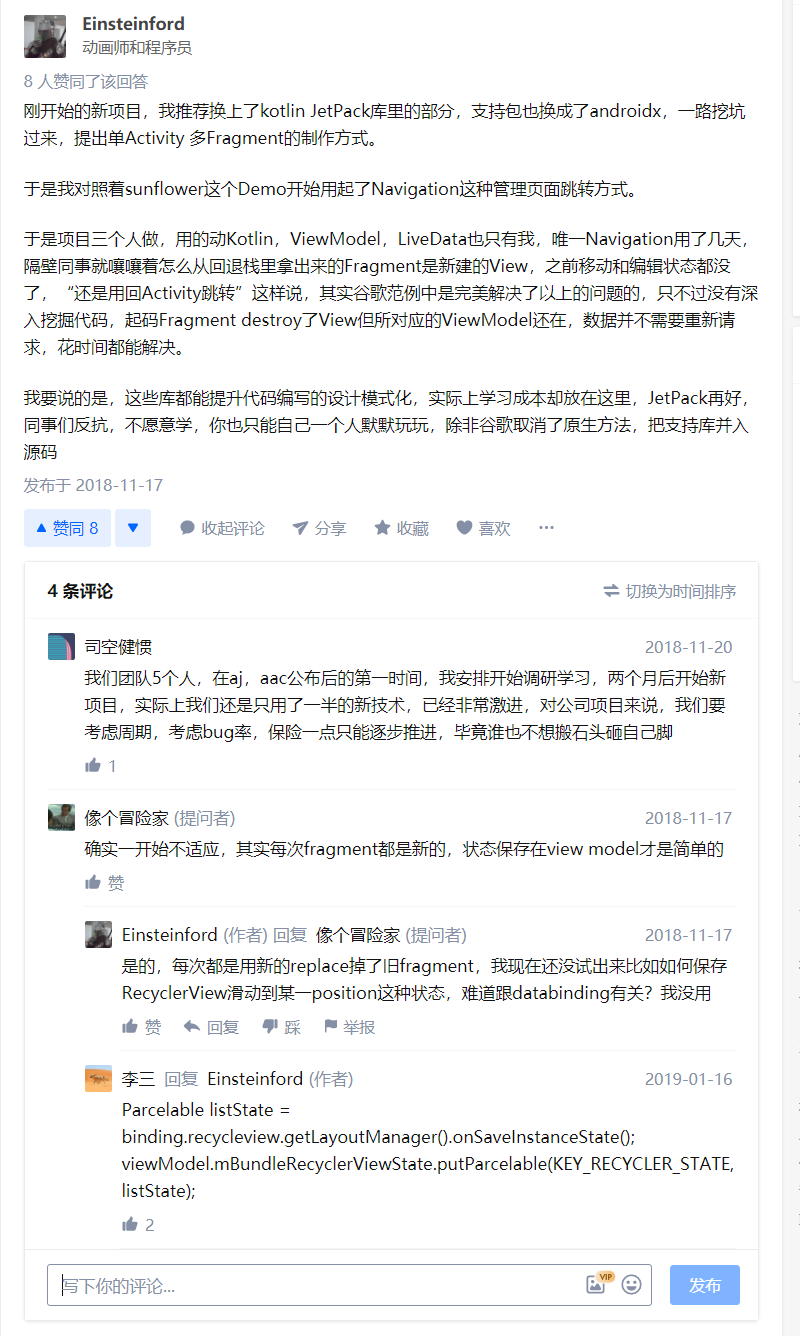 Einsteinford
动画师和程序员
8 人赞同了该回答
刚开始的新项目，我推荐换上了kotlin JetPack库里的部分，支持包也换成了androidx，一路挖坑
过来，提出单Activity 多Fragment的制作方式。
于是我对照着sunflower这个Demo开始用起了Navigation这种管理页面跳转方式。
于是项目三个人做，用的动Kotlin，ViewModel，LiveData也只有我，唯一Navigation用了几天，
隔壁同事就嚷嚷着怎么从回退栈里拿出来的Fragment是新建的View，之前移动和编辑状态都没
了，“还是用回Activity跳转”这样说，其实谷歌范例中是完美解决了以上的问题的，只不过没有深
入挖掘代码，起码Fragment destroy了View但所对应的ViewModel还在，数据并不需要重新请
求，花时间都能解决。
我要说的是，这些库都能提升代码编写的设计模式化，实际上学习成本却放在这里，JetPack再好，
同事们反抗，不愿意学，你也只能自己一个人默默玩玩，除非谷歌取消了原生方法，把支持库并入
源码
发布于 2018-11-17
赞同 8 收起评论 分享 收藏 喜欢 ···
4 条评论 切换为时间排序
司空健惯 2018-11-20
我们团队5个人，在aj，aac公布后的第一时间，我安排开始调研学习，两个月后开始新
项目，实际上我们还是只用了一半的新技术，已经非常激进，对公司项目来说，我们要
考虑周期，考虑bug率，保险一点只能逐步推进，毕竟谁也不想搬石头砸自己脚
1
像个冒险家 (提问者) 2018-11-17
确实一开始不适应，其实每次fragment都是新的，状态保存在view model才是简单的
赞
Einsteinford (作者) 回复 像个冒险家 (提问者) 2018-11-17
是的，每次都是用新的replace掉了旧fragment，我现在还没试出来比如如何保存
RecyclerView滑动到某一position这种状态，难道跟databinding有关？我没用
赞 回复 踩 举报
李三 回复 Einsteinford (作者) 2019-01-16
Parcelable listState =
binding.recycleview.getLayoutManager().onSaveInstanceState();
viewModel.mBundleRecyclerViewState.putParcelable(KEY_RECYCLER_STATE,
listState);
2
写下你的评论... VIP 发布